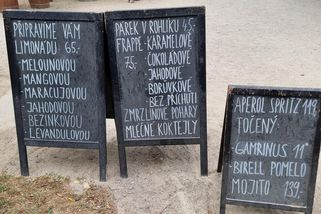 PŘIPRAVÍME VÁM
LIMONÁDU 65,-
MELOUNOVOU
MANGOVOU
MARACUJOVOU
JAHODOVOU
BEZINKOVOU
LEVANDULOVOU
PÁREK V ROHLÍKU 45,-
FRAPPÉ - KARAMELOVÉ
75,- ČOKOLÁDOVÉ
JAHODOVÉ
BORŮVKOVÉ
- BEZ PŘÍCHUTI
ZMRZLINOVÉ POHÁRY
MLÉČNÉ KOKTEJLY
APEROL SPRITZ 119
TOČENÝ:
- GAMBRINUS 11°
- BIRELL POMELO
- MOJITO 139,-